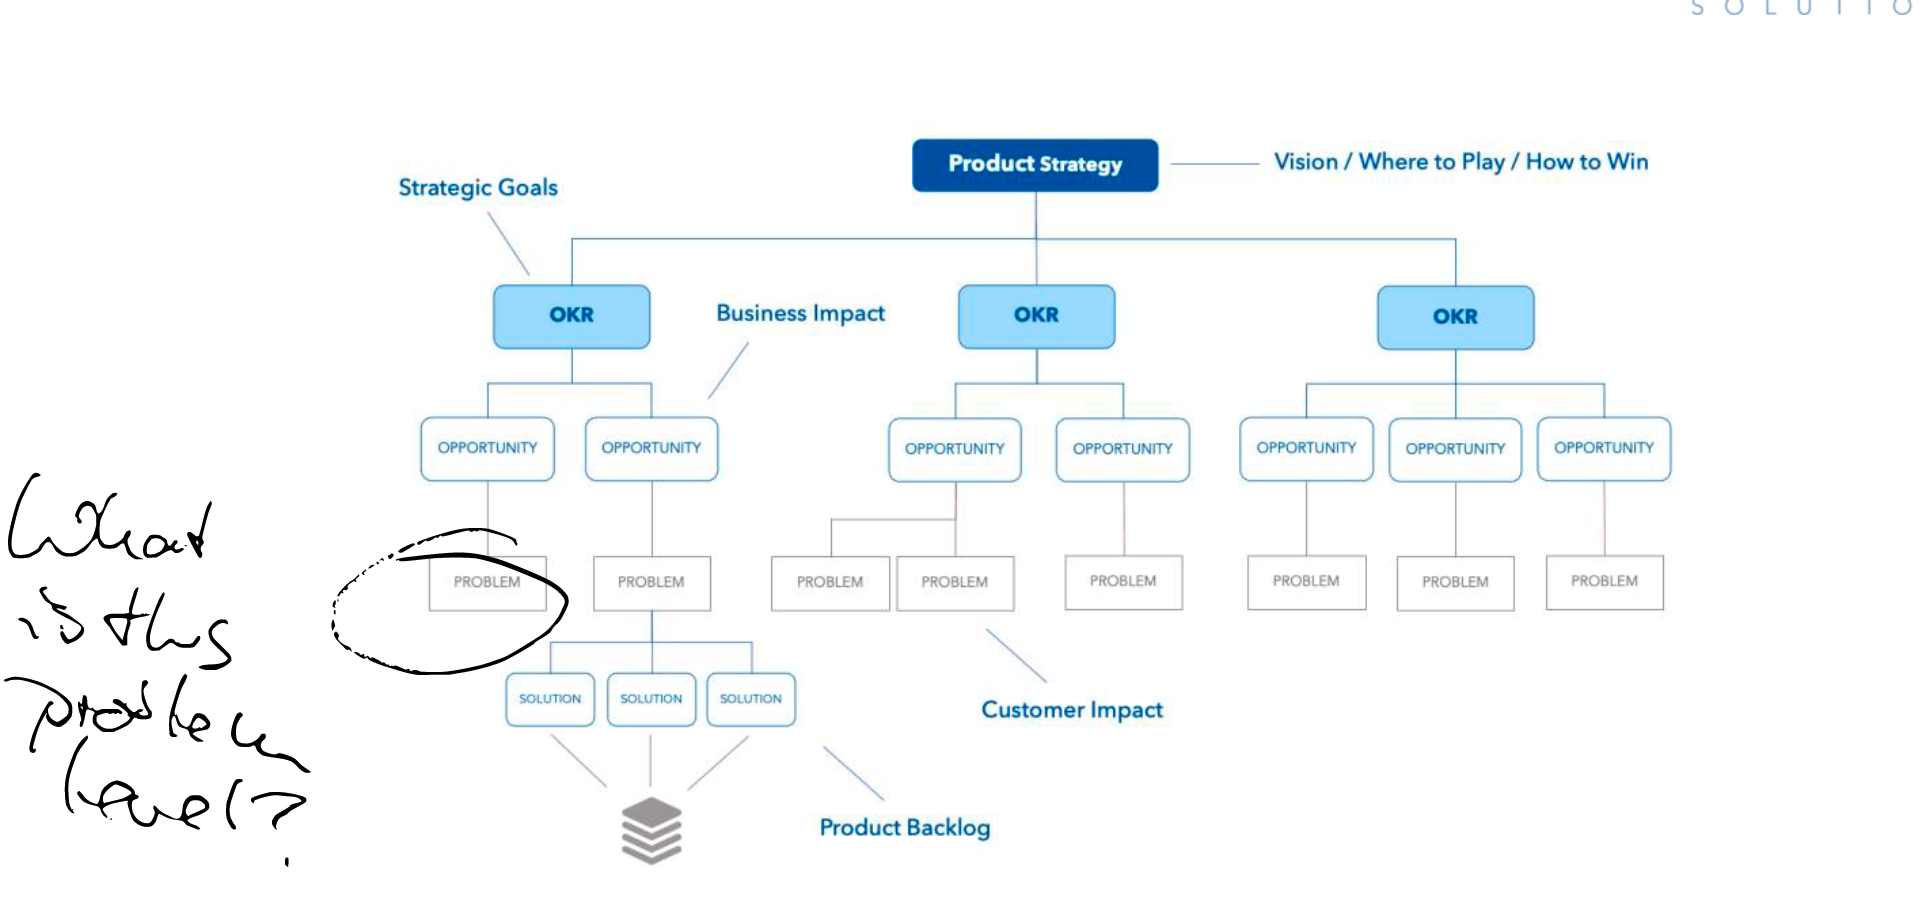 SOLUTIO
Product Strategy
Vision / Where to Play / How to Win
Strategic Goals
OKR
Business Impact
OKR
OKR
OPPORTUNITY
OPPORTUNITY
OPPORTUNITY
OPPORTUNITY
OPPORTUNITY
OPPORTUNITY
OPPORTUNITY
What
is this
problem
level?
PROBLEM
PROBLEM
PROBLEM
PROBLEM
PROBLEM
PROBLEM
PROBLEM
PROBLEM
SOLUTION
SOLUTION
SOLUTION
Customer Impact
Product Backlog